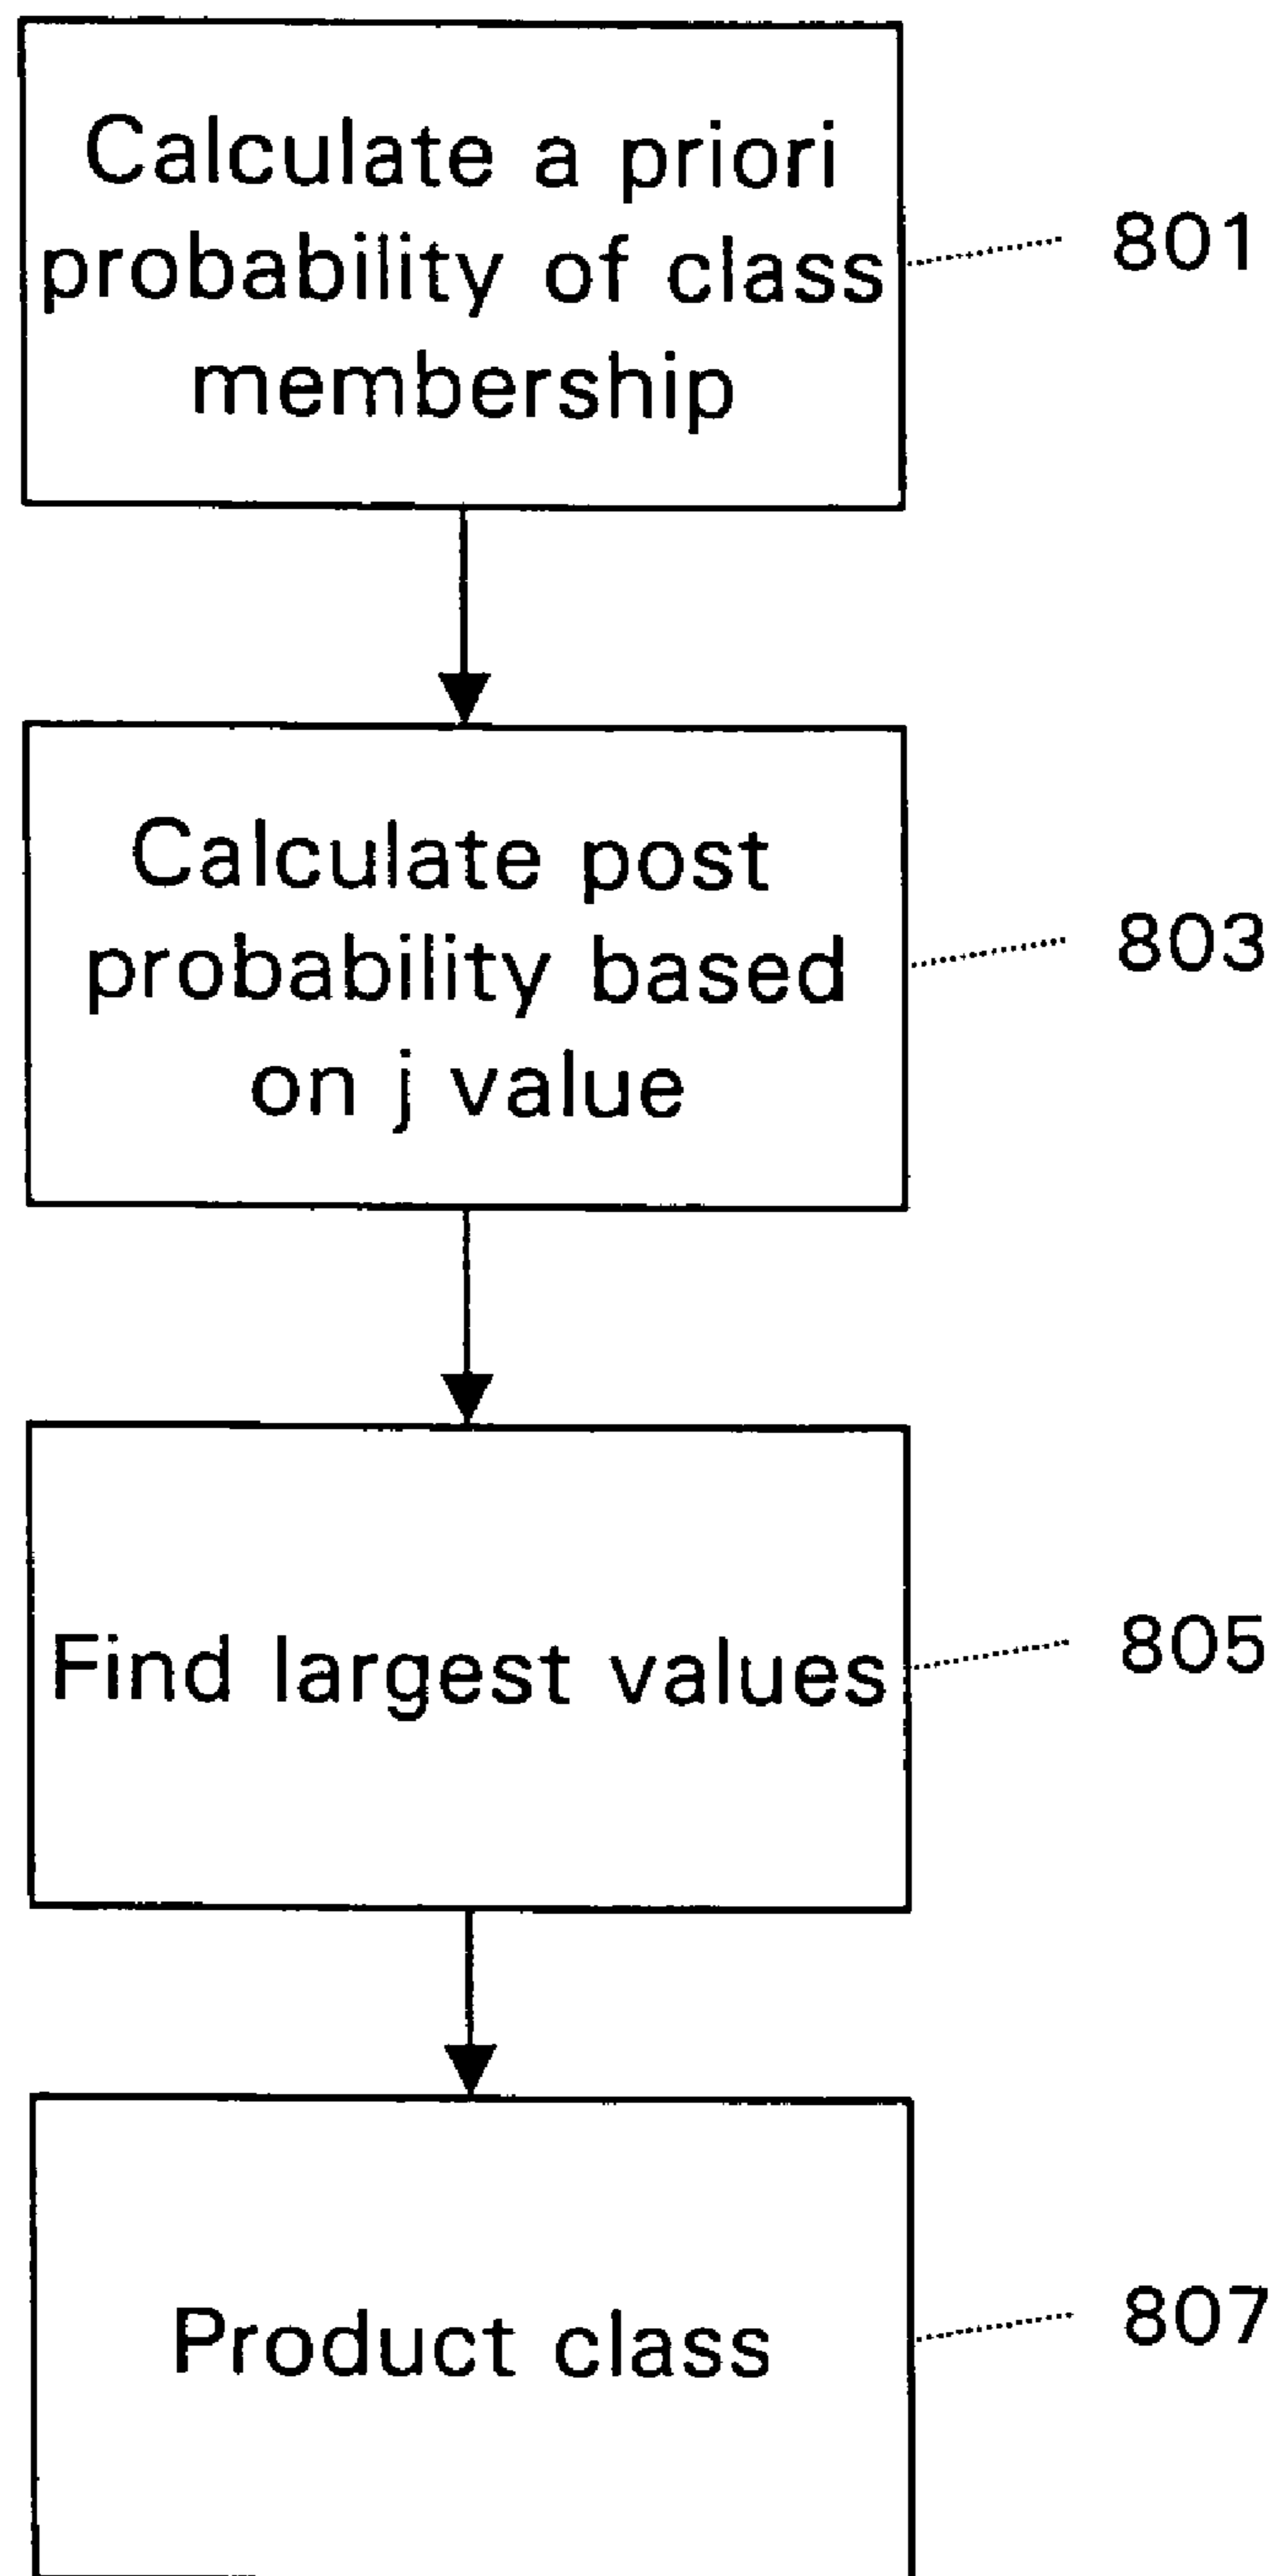 Calculate a priori
probability of class
membership
801
Calculate post
probability based
on j value
803
Find largest values
805
Product class
807